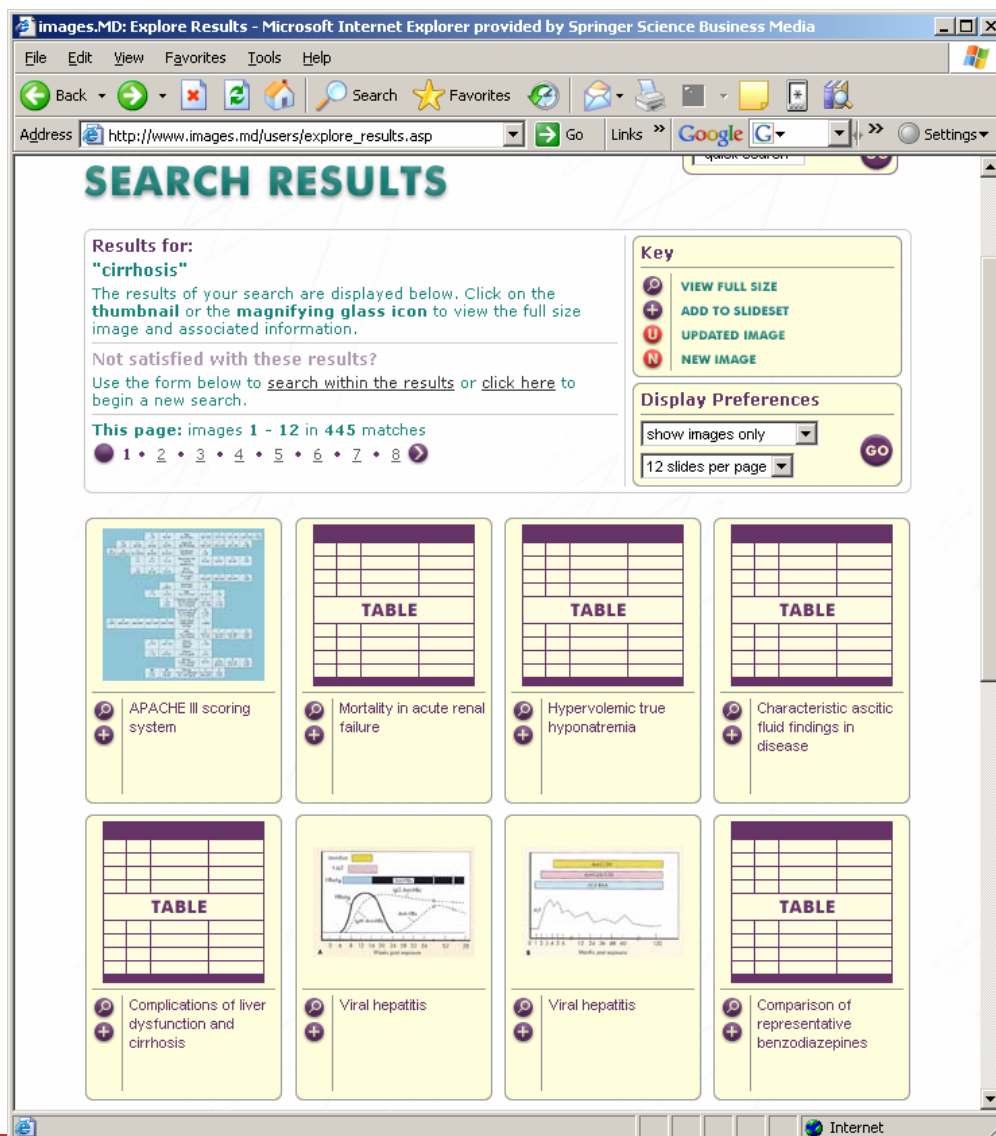 images.MD: Explore Results - Microsoft Internet Explorer provided by Springer Science Business Media
File Edit View Favorites Tools Help
Back Search Favorites
Address http://www.images.md/users/explore_results.asp Go Links » Google G » Settings
SEARCH RESULTS
quick search GO
Results for:
"cirrhosis"
The results of your search are displayed below. Click on the
thumbnail or the magnifying glass icon to view the full size
image and associated information.
Not satisfied with these results?
Use the form below to search within the results or click here to
begin a new search.
This page: images 1 - 12 in 445 matches
1 • 2 • 3 • 4 • 5 • 6 • 7 • 8
Key
VIEW FULL SIZE
ADD TO SLIDESET
U UPDATED IMAGE
N NEW IMAGE
Display Preferences
show images only
12 slides per page
GO
TABLE
TABLE
TABLE
APACHE III scoring
system
Mortality in acute renal
failure
Hypervolemic true
hyponatremia
Characteristic ascitic
fluid findings in
disease
TABLE
TABLE
Complications of liver
dysfunction and
cirrhosis
Viral hepatitis
Viral hepatitis
Comparison of
representative
benzodiazepines
Internet